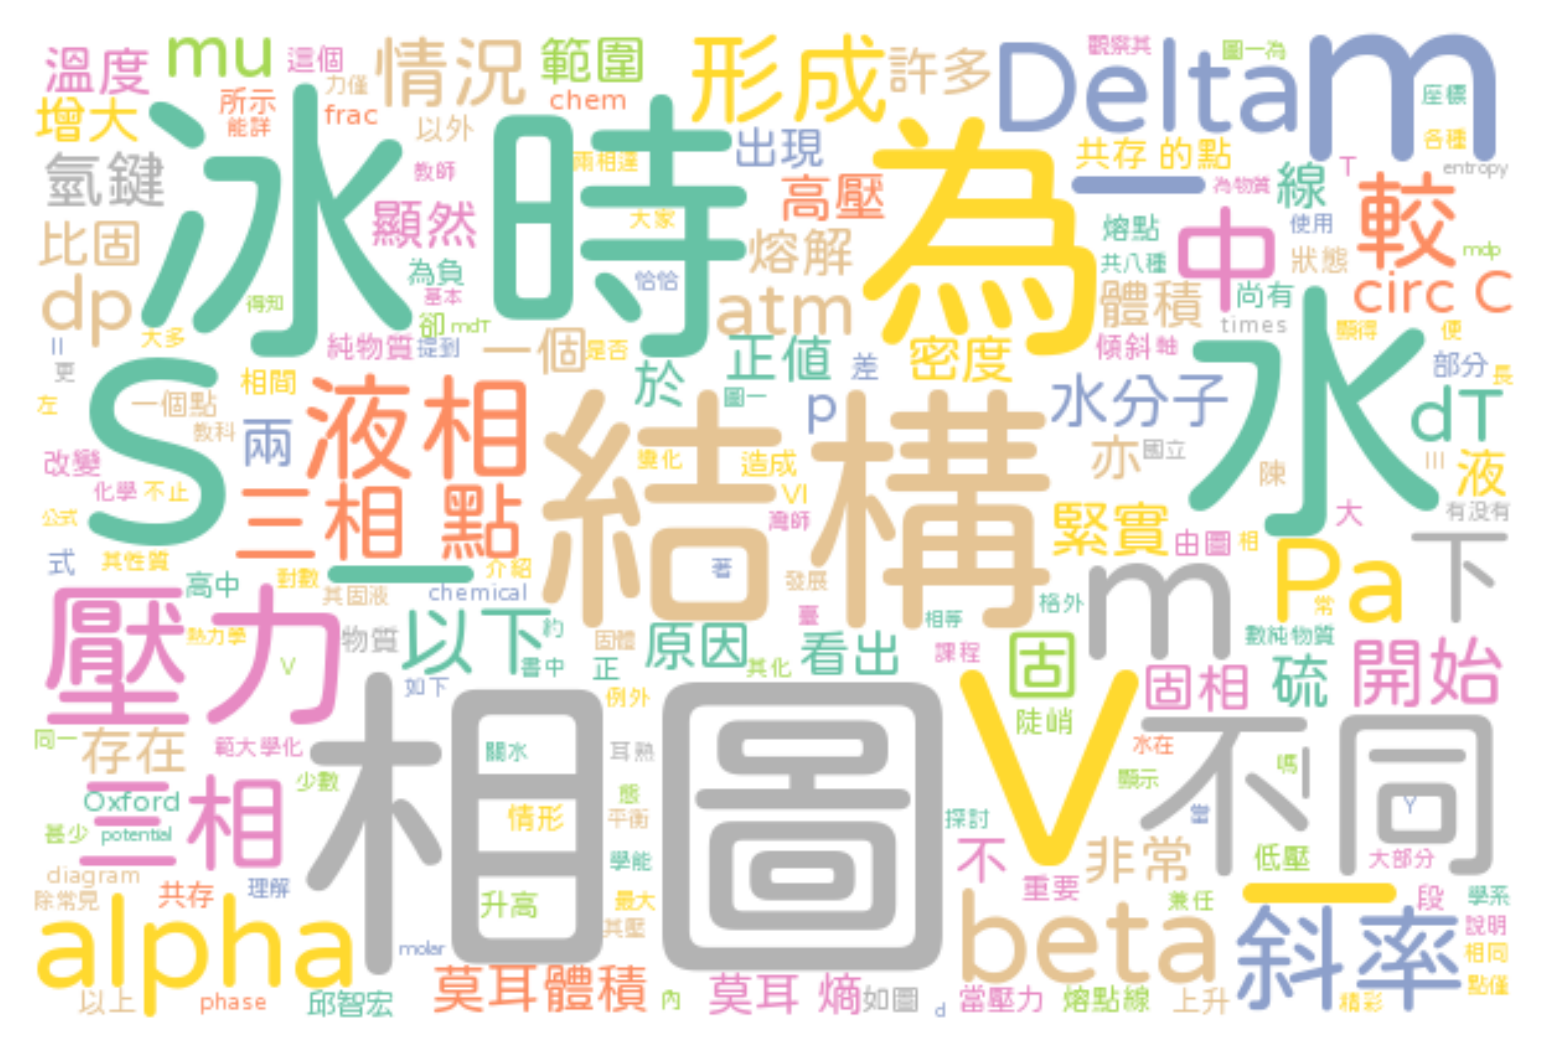 溫度 mu 這個 情況 範圍 形成 許多 Delta m
觀察其 圖一為 座標
增大 所示 能詳 力僅 frac chem 以外 出現 共存 的點 各種
氫鍵 冰 時 教師 兩相達 為 高壓 為物質 線 T entropy
比固 顯然 大家 熔解 熔點 中 使用 較 mdp
dp 得知 為負 基本 恰恰 atm 共八種 體積 狀態 尚有 circ C
大多 純物質 提到 卻 mdT 一個 是否 正值 差 密度 傾斜 軸 times 顯得 便
II 更 相間 於 圖一 p 水分子 水 部分 長
左 S 一個點 教科 兩 液相 結構 變化 造成 亦 國立 dT
改變 化學 不止 VI 陳 III 液
公式 三相 點 灣師 緊實 由圖 相 大 有没有
式 其性質 高中 對數 介紹 著 發展 m Pa 常 下
壓力 其固液 chemical 臺 相等 格外
熱力學 V 物質 以下 約 書中 固體 正 原因 其化 看出 課程 固 數純物質 硫 開始
如下 例外 陡峭 固相
同一 存在 範大學化 相圖 關水 耳熟 V 水在 不同
三相 Oxford 少數 態 顯示 嗎
甚少 potential 情形 平衡 探討 當 Y
diagram 學能 不 非常 低壓 大部分
除常見 共存 理解 升高 最大 重要 兼任 段 學系
alpha molar 其壓 beta 斜率 說明 相同
以上 phase 邱智宏 莫耳體積 內 莫耳 熵 如圖 d 當壓力 熔點線 上升 精彩 點僅